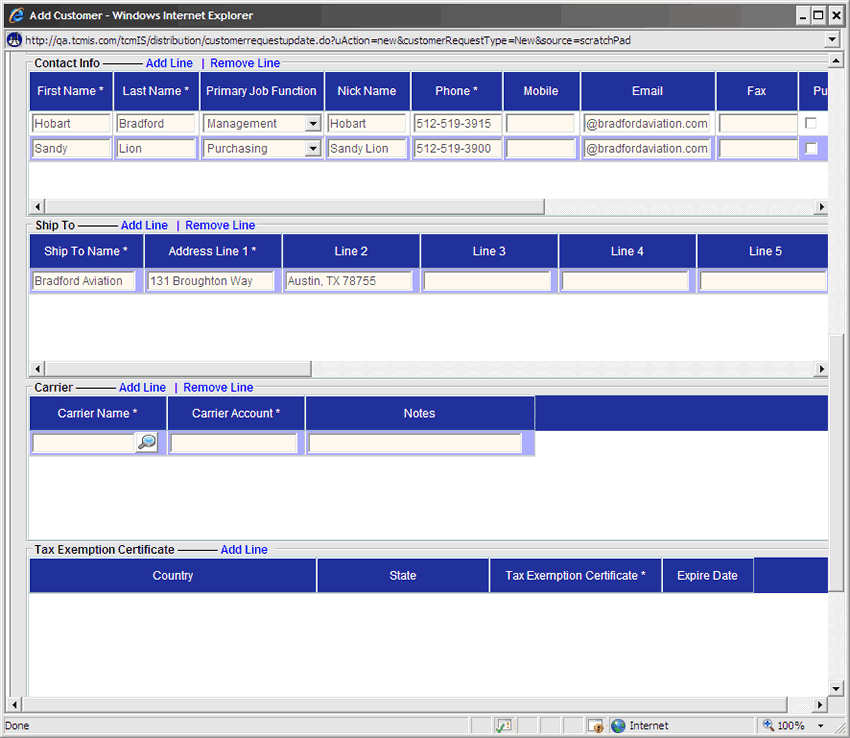 Add Customer - Windows Internet Explorer
http://qa.tcmis.com/tcmIS/distribution/customerrequestupdate.do?uAction=new&customerRequestType=New&source=scratchPad
Contact Info Add Line | Remove Line
First Name * Last Name * Primary Job Function Nick Name Phone * Mobile Email Fax Pu
Hobart Bradford Management Hobart 512-519-3915 @bradfordaviation.com
Sandy Lion Purchasing Sandy Lion 512-519-3900 @bradfordaviation.com
Ship To Add Line | Remove Line
Ship To Name * Address Line 1 * Line 2 Line 3 Line 4 Line 5
Bradford Aviation 131 Broughton Way Austin, TX 78755
Carrier Add Line | Remove Line
Carrier Name * Carrier Account * Notes
Tax Exemption Certificate Add Line
Country State Tax Exemption Certificate * Expire Date
Done Internet 100%